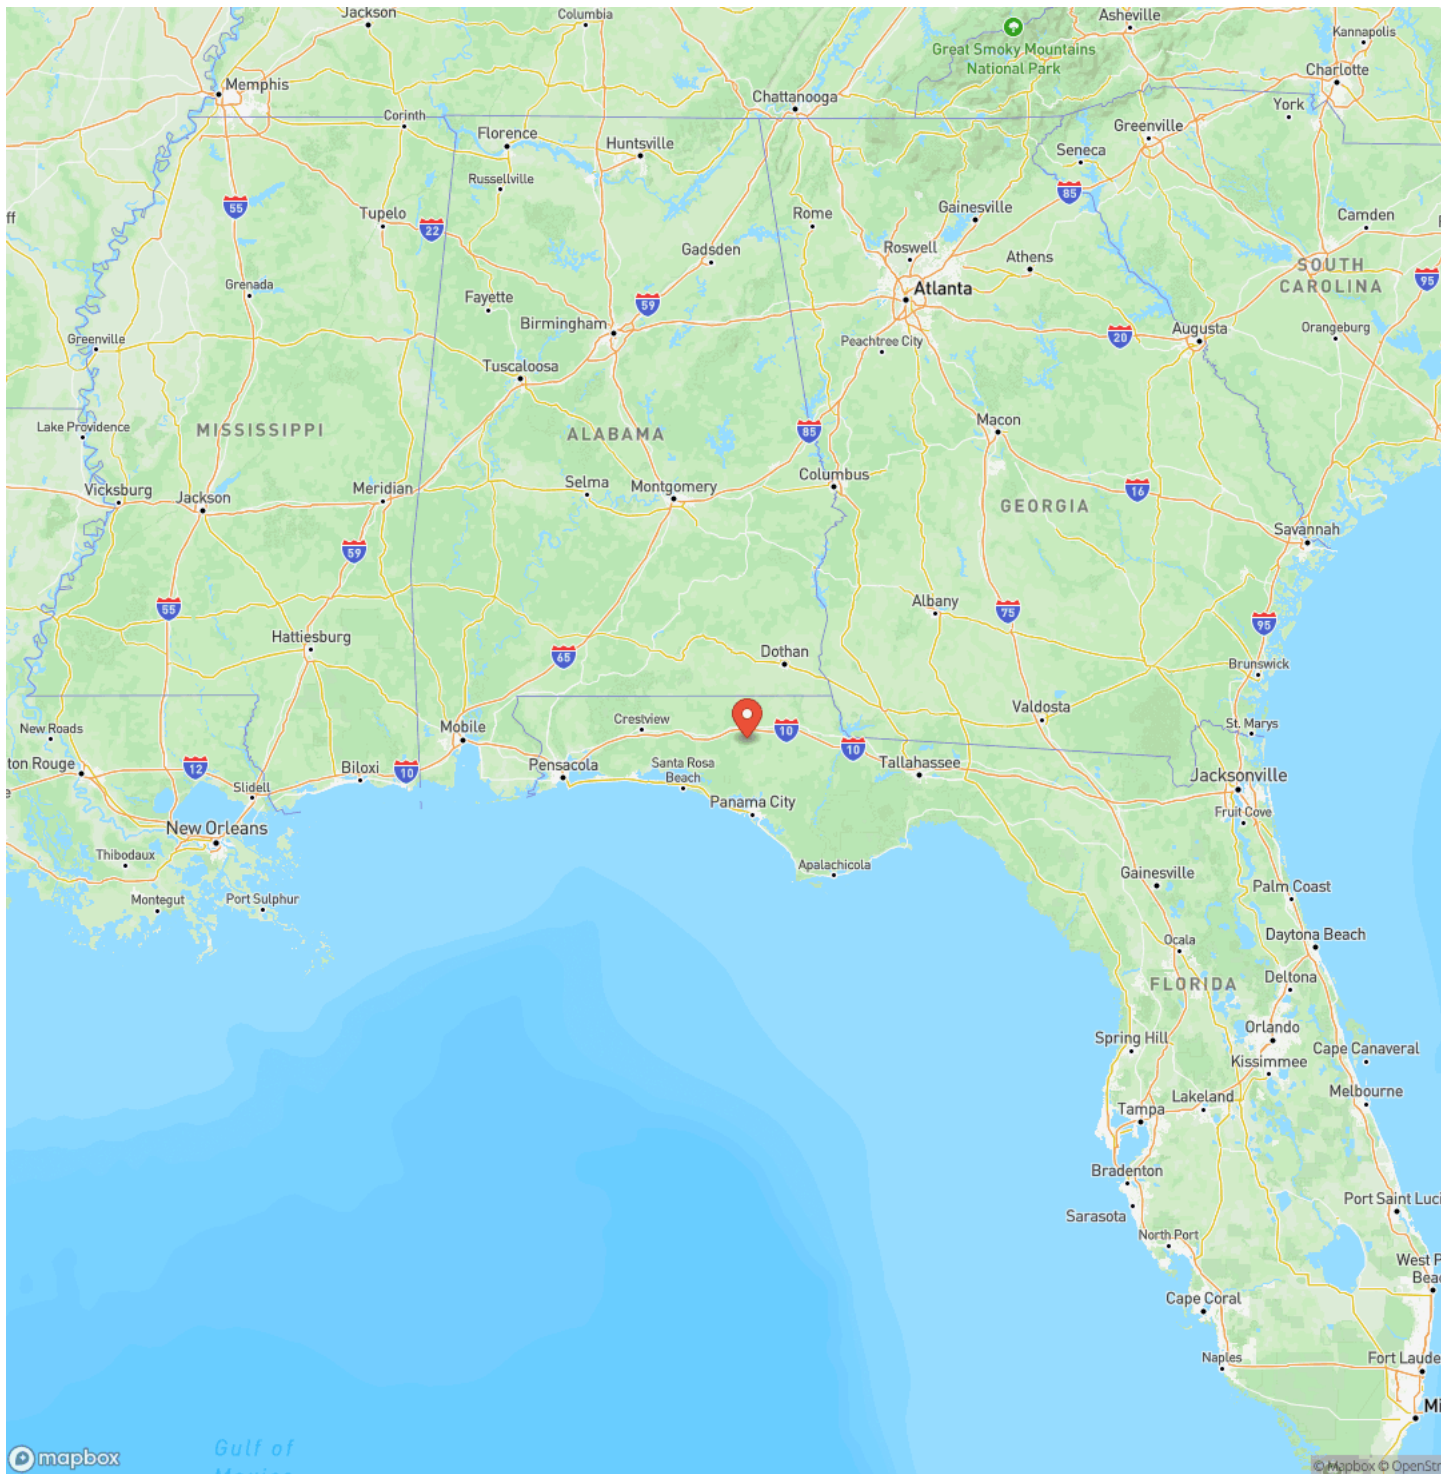 Jackson
Columbia
Asheville
Great Smoky Mountains
National Park
Kannapolis
Charlotte
Memphis
Chattanooga
York
Corinth
Florence
Huntsville
Greenville
Seneca
Russellville
55
85
Tupelo
22
Rome
Gainesville
Camden
ff
Gadsden
Roswell
Athens
SOUTH
CAROLINA
95
Grenada
Fayette
59
Atlanta
Birmingham
Augusta
Orangeburg
Greenville
Peachtree City
20
Tuscaloosa
Lake Providence
MISSISSIPPI
ALABAMA
85
Macon
Vicksburg
Jackson
Meridian
Selma
Montgomery
Columbus
16
GEORGIA
Savannah
59
55
Albany
75
95
Hattiesburg
65
Dothan
Brunswick
New Roads
Mobile
Crestview
10
Valdosta
St. Marys
ton Rouge
12
Biloxi
10
Pensacola
Santa Rosa
Beach
10
Tallahassee
Jacksonville
Slidell
Panama City
Fruit Cove
New Orleans
Thibodaux
Apalachicola
Gainesville
Palm Coast
Montegut
Port Sulphur
Ocala
Daytona Beach
FLORIDA
Deltona
Spring Hill
Orlando
Cape Canaveral
Kissimmee
Lakeland
Melbourne
Tampa
Bradenton
Port Saint Luci
Sarasota
North Port
West P
Beac
Cape Coral
Naples
Fort Laude
Mi
Gulf of
Mexico
mapbox
© Mapbox © OpenStr